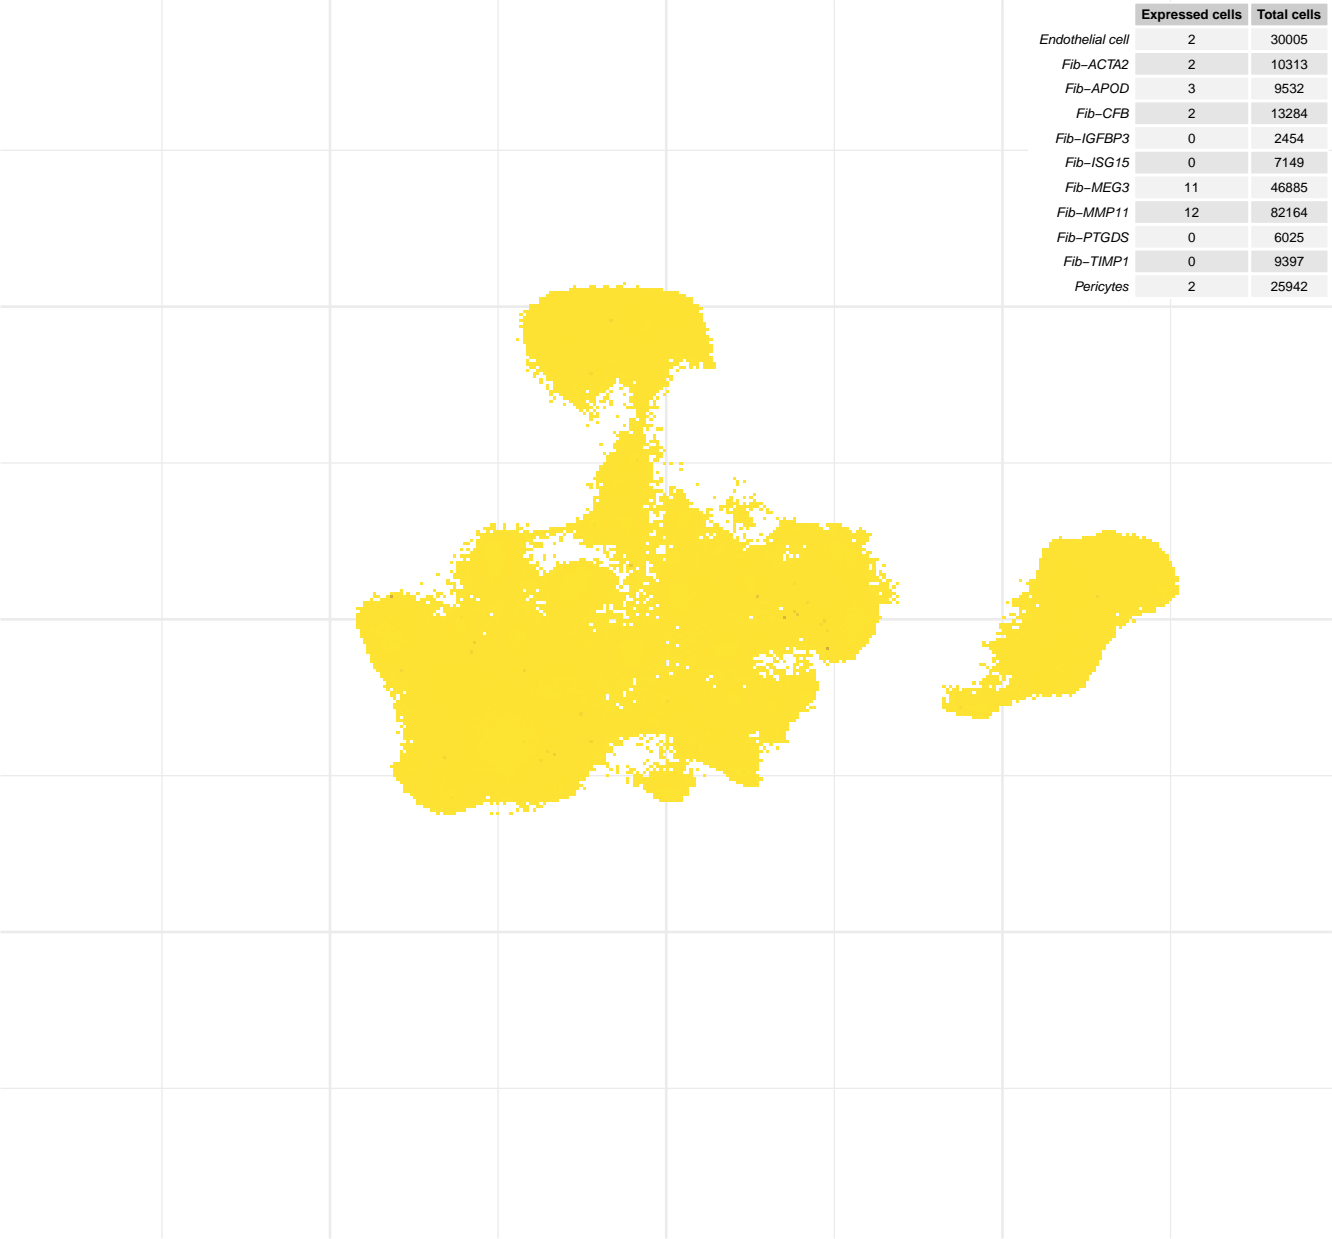 Expressed cells Total cells
Endothelial cell 2 30005
Fib−ACTA2 2 10313
Fib−APOD 3 9532
Fib−CFB 2 13284
Fib−IGFBP3 0 2454
Fib−ISG15 0 7149
Fib−MEG3 11 46885
Fib−MMP11 12 82164
Fib−PTGDS 0 6025
Fib−TIMP1 0 9397
Pericytes 2 25942